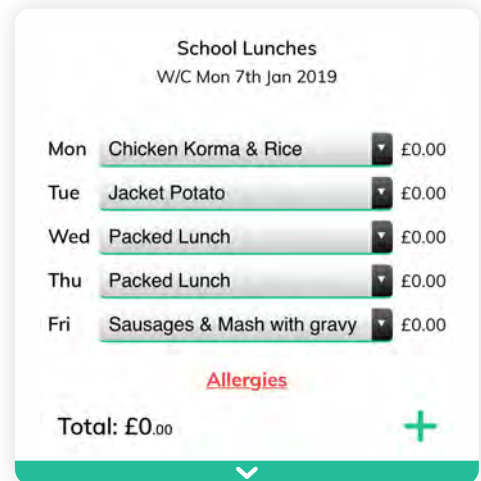 School Lunches
W/C Mon 7th Jan 2019
Mon Chicken Korma & Rice £0.00
Tue Jacket Potato £0.00
Wed Packed Lunch £0.00
Thu Packed Lunch £0.00
Fri Sausages & Mash with gravy £0.00
Allergies
Total: £0.00